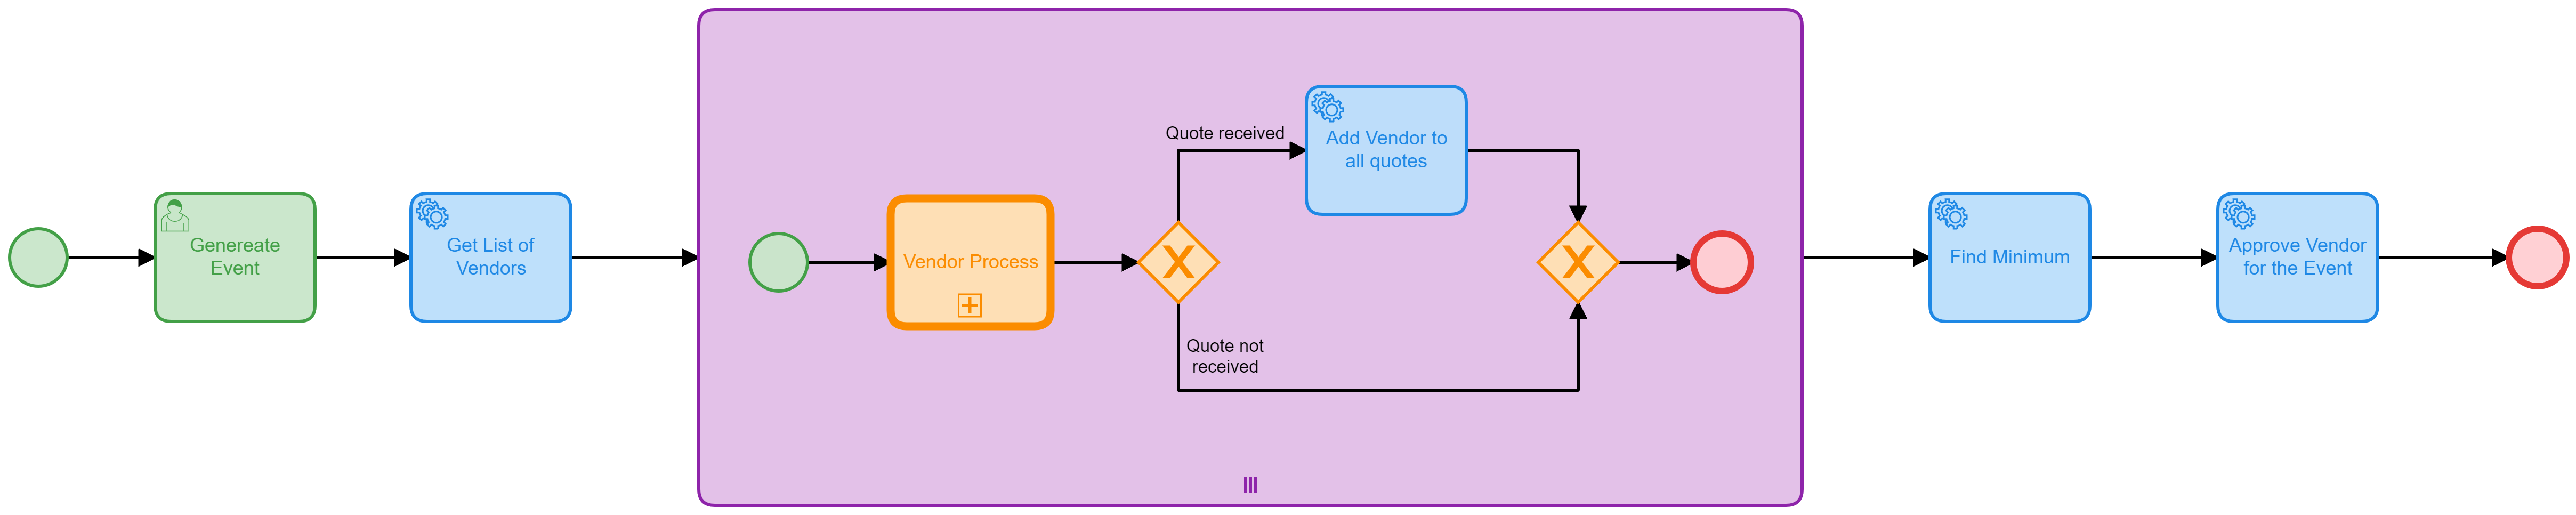 Genereate
Event
Get List of
Vendors
Vendor Process
Quote received
Quote not
received
Add Vendor to
all quotes
Find Minimum
Approve Vendor
for the Event